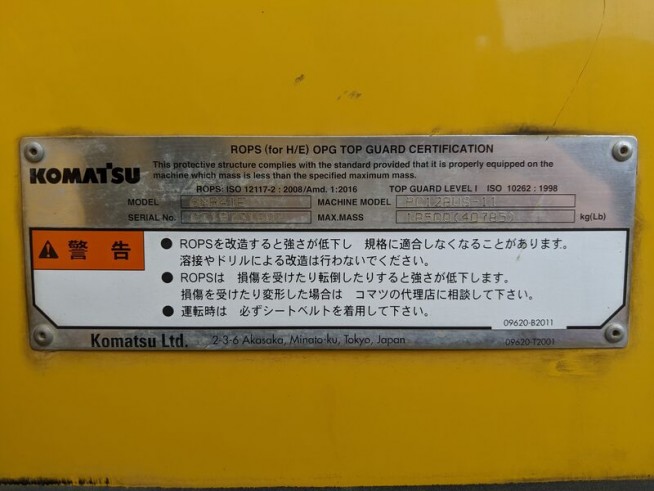 ROPS (for H/E) OPG TOP GUARD CERTIFICATION
KOMATSU
This protective structure complies with the standard provided that it is properly equipped on the
machine which mass is less than the specified maximum mass.
ROPS: ISO 12117-2 : 2008/Amd. 1:2016 TOP GUARD LEVEL I ISO 10262 : 1998
MODEL MACHINE MODEL PC128US-11
SERIAL No. MAX.MASS 18500(40785) kg(Lb)
警告
● ROPSを改造すると強さが低下し 規格に適合しなくなることがあります。
溶接やドリルによる改造は行わないでください。
● ROPSは 損傷を受けたり転倒したりすると強さが低下します。
損傷を受けたり変形した場合は コマツの代理店に相談して下さい。
● 運転時は 必ずシートベルトを着用して下さい。
09620-B2011
Komatsu Ltd. 2-3-6 Akasaka, Minato-ku, Tokyo, Japan 09620-T2001